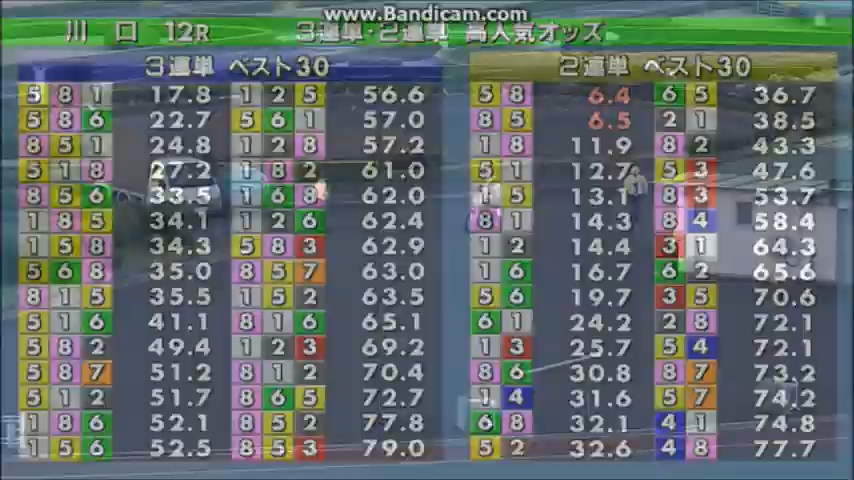 www.Bandicam.com
川口 12R 3連単・2連単 高人気オッズ
3連単 ベスト30 2連単 ベスト30
5 8 1 17.8 1 2 5 56.6 5 8 6.4 6 5 36.7
5 8 6 22.7 5 6 1 57.0 8 5 6.5 2 1 38.5
8 5 1 24.8 1 2 8 57.2 1 8 11.9 8 2 43.3
5 1 8 27.2 1 8 2 61.0 5 1 12.7 5 3 47.6
8 5 6 33.5 1 6 8 62.0 1 5 13.1 8 3 53.7
1 8 5 34.1 1 2 6 62.4 8 1 14.3 8 4 58.4
1 5 8 34.3 5 8 3 62.9 1 2 14.4 3 1 64.3
5 6 8 35.0 8 5 7 63.0 1 6 16.7 6 2 65.6
8 1 5 35.5 1 5 2 63.5 5 6 19.7 3 5 70.6
5 1 6 41.1 8 1 6 65.1 6 1 24.2 2 8 72.1
5 8 2 49.4 1 2 3 69.2 1 3 25.7 5 4 72.1
5 8 7 51.2 8 1 2 70.4 8 6 30.8 8 7 73.2
5 1 2 51.7 8 6 5 72.7 1 4 31.6 5 7 74.2
1 8 6 52.1 8 5 2 77.8 6 8 32.1 4 1 74.8
1 5 6 52.5 8 5 3 79.0 5 2 32.6 4 8 77.7